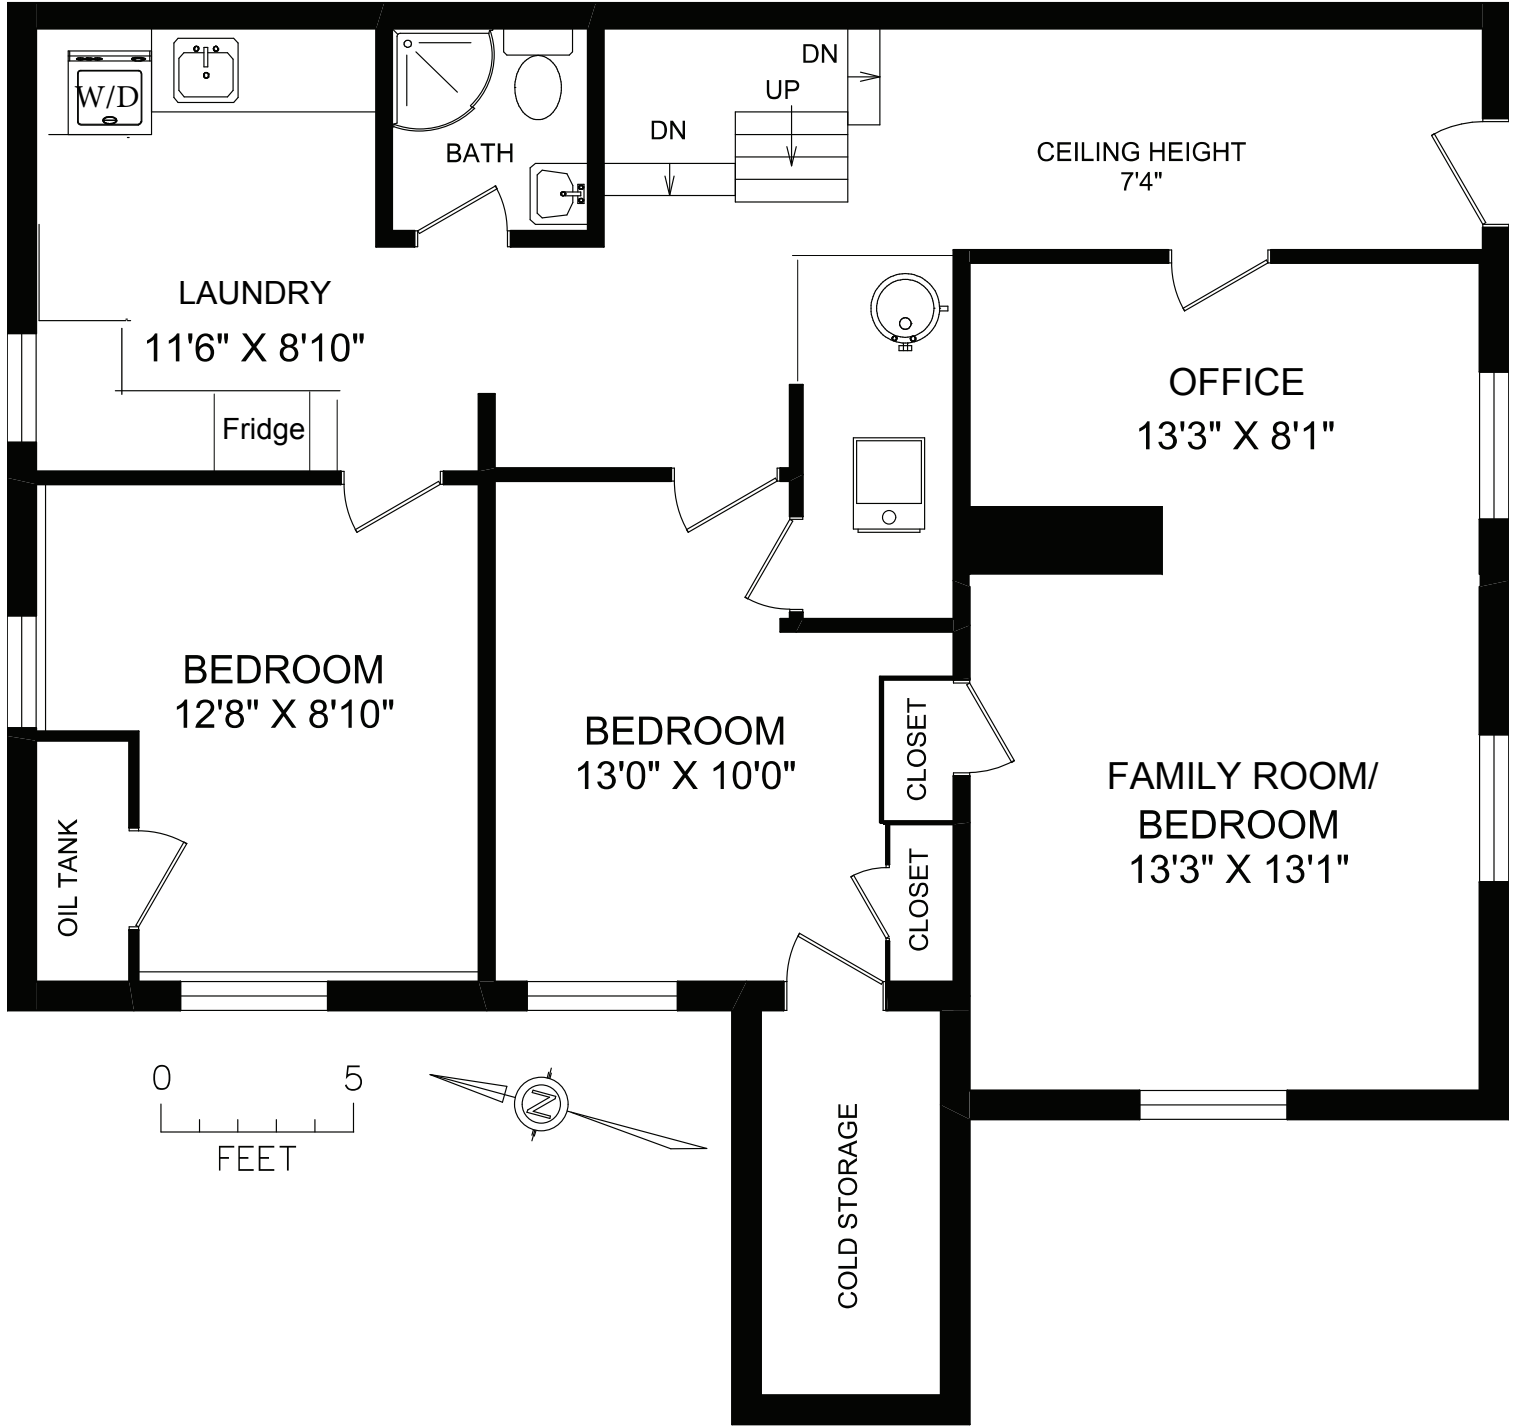 DN
UP
W/D
DN
BATH
CEILING HEIGHT
7'4"
LAUNDRY
11'6" X 8'10"
Fridge
OFFICE
13'3" X 8'1"
BEDROOM
12'8" X 8'10"
BEDROOM
13'0" X 10'0"
CLOSET
FAMILY ROOM/
BEDROOM
13'3" X 13'1"
OIL TANK
CLOSET
0 5
FEET
N
COLD STORAGE